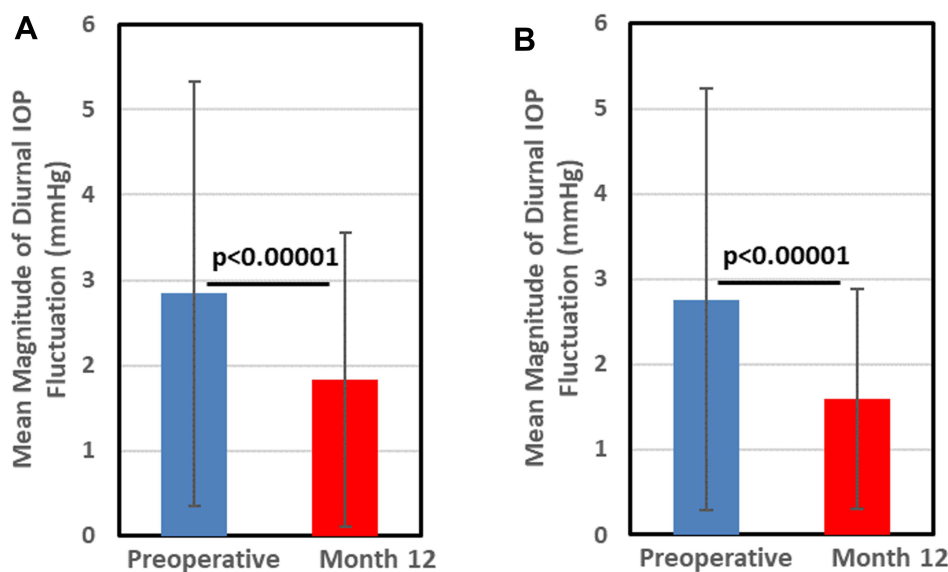 A
Mean Magnitude of Diurnal IOP
Fluctuation (mmHg)
6
5
4
3
2
1
0
p<0.00001
Preoperative Month 12
B
Mean Magnitude of Diurnal IOP
Fluctuation (mmHg)
6
5
4
3
2
1
0
p<0.00001
Preoperative Month 12